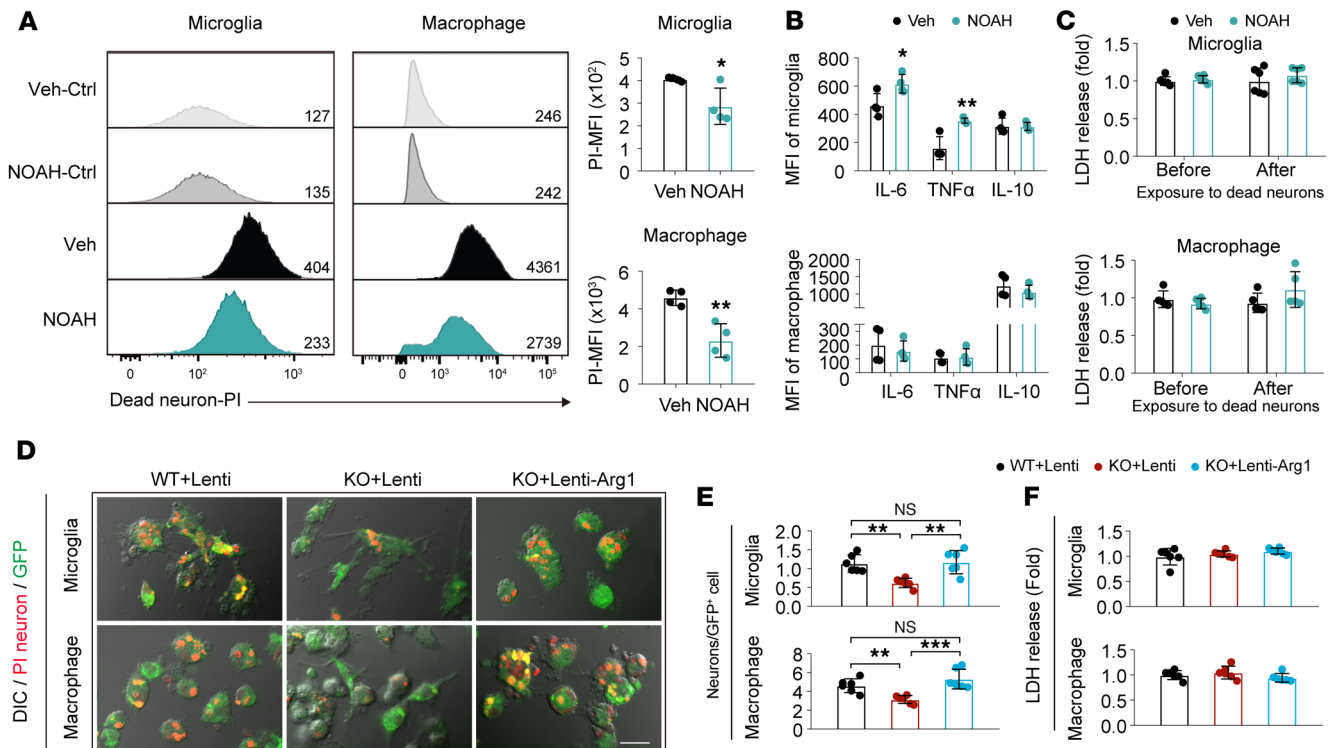 A
Microglia
Macrophage
Veh-Ctrl
127
246
NOAH-Ctrl
135
242
Veh
404
4361
NOAH
233
2739
0
10²
10³
0
10³
10⁴
10⁵
Dead neuron-PI
Microglia
PI-MFI (x10²)
5
4
3
2
1
0
*
Veh NOAH
Macrophage
PI-MFI (x10³)
6
4
2
0
**
Veh NOAH
B
Veh
NOAH
MFI of microglia
800
600
400
200
0
*
**
IL-6
TNFα
IL-10
MFI of macrophage
2000
1500
1000
300
200
100
0
IL-6
TNFα
IL-10
C
Veh
NOAH
Microglia
LDH release (fold)
1.5
1.0
0.5
0
Before
After
Exposure to dead neurons
Macrophage
LDH release (fold)
1.5
1.0
0.5
0
Before
After
Exposure to dead neurons
D
WT+Lenti
KO+Lenti
KO+Lenti-Arg1
DIC / PI neuron / GFP
Microglia
Macrophage
WT+Lenti
KO+Lenti
KO+Lenti-Arg1
E
Neurons/GFP⁺ cell
Microglia
2.0
1.5
1.0
0.5
0.0
NS
**
**
Macrophage
8
6
4
2
0
NS
**
***
F
LDH release (Fold)
Microglia
1.5
1.0
0.5
0
Macrophage
1.5
1.0
0.5
0